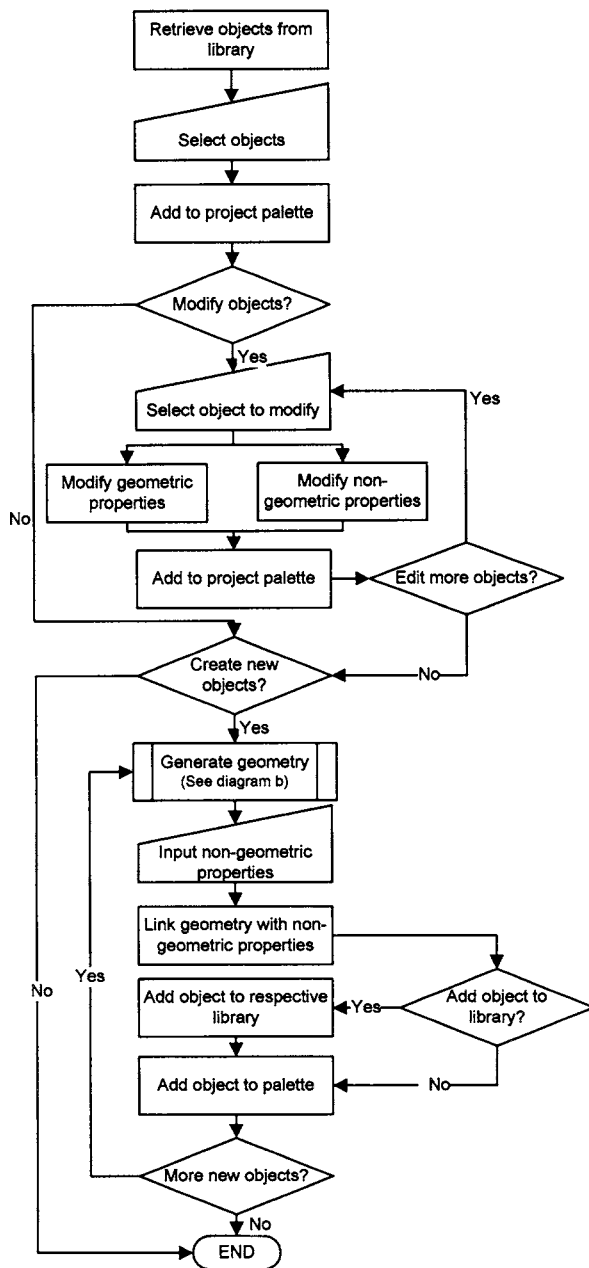 Retrieve objects from
library
Select objects
Add to project palette
Modify objects?
Yes
Select object to modify
Yes
Modify geometric
properties
Modify non-
geometric properties
No
Add to project palette
Edit more objects?
Create new
objects?
No
Yes
Generate geometry
(See diagram b)
Input non-geometric
properties
Link geometry with non-
geometric properties
Yes
No
Add object to respective
library
Yes
Add object to
library?
Add object to palette
No
More new objects?
No
END